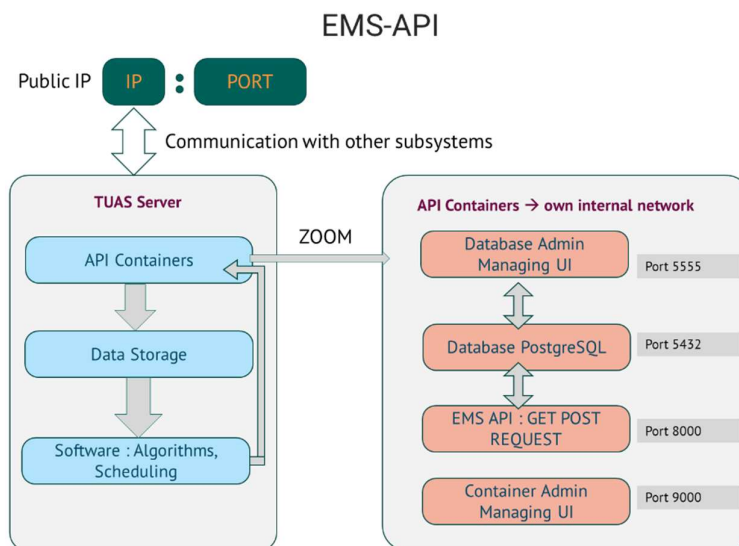 EMS-API
Public IP IP : PORT
Communication with other subsystems
TUAS Server
API Containers
Data Storage
Software : Algorithms,
Scheduling
ZOOM
API Containers → own internal network
Database Admin
Managing UI
Port 5555
Database PostgreSQL
Port 5432
EMS API : GET POST
REQUEST
Port 8000
Container Admin
Managing UI
Port 9000